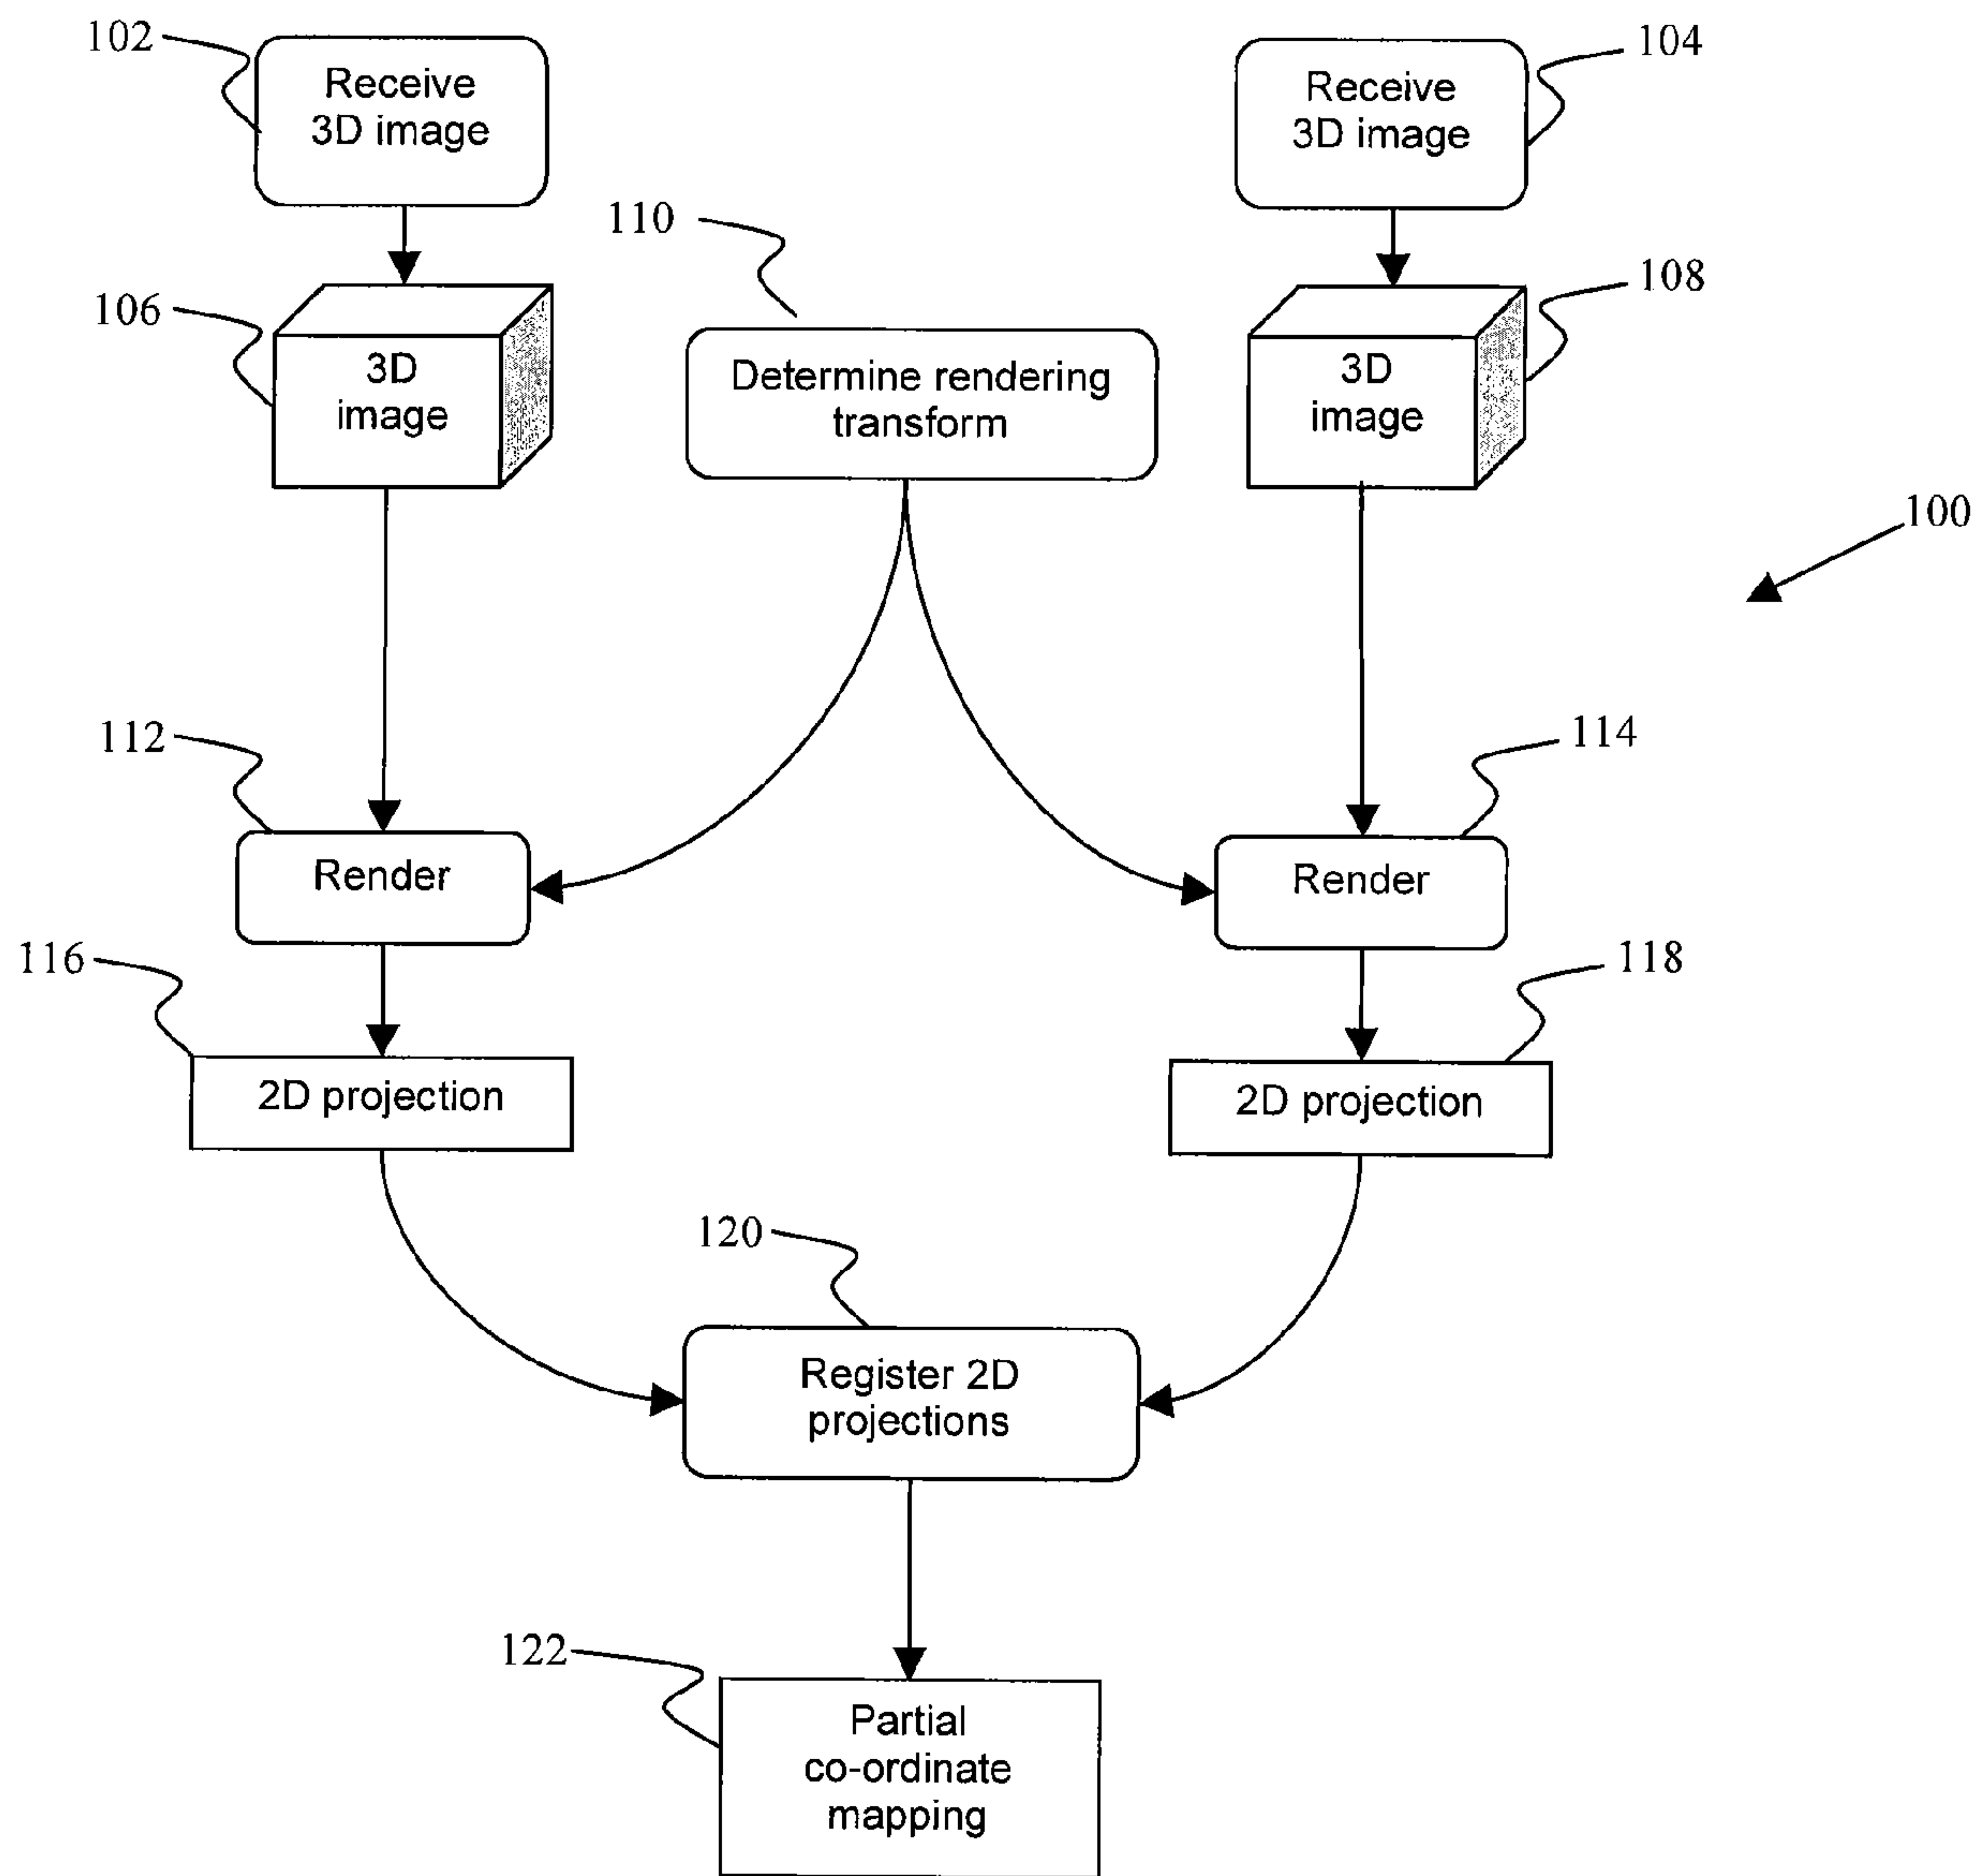 102
Receive
3D image
104
Receive
3D image
110
106
3D
image
108
3D
image
Determine rendering
transform
100
112
Render
114
Render
116
2D projection
118
2D projection
120
Register 2D
projections
122
Partial
co-ordinate
mapping